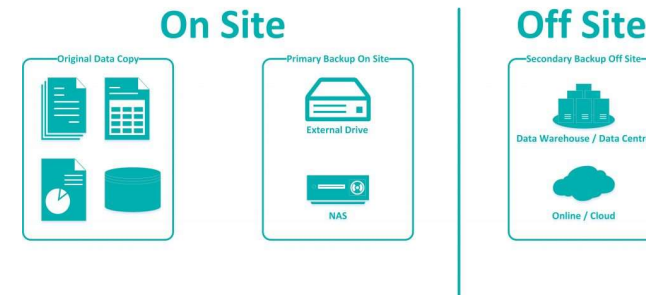 On Site
Off Site
Original Data Copy
Primary Backup On Site
Secondary Backup Off Site
External Drive
Data Warehouse / Data Centr
NAS
Online / Cloud